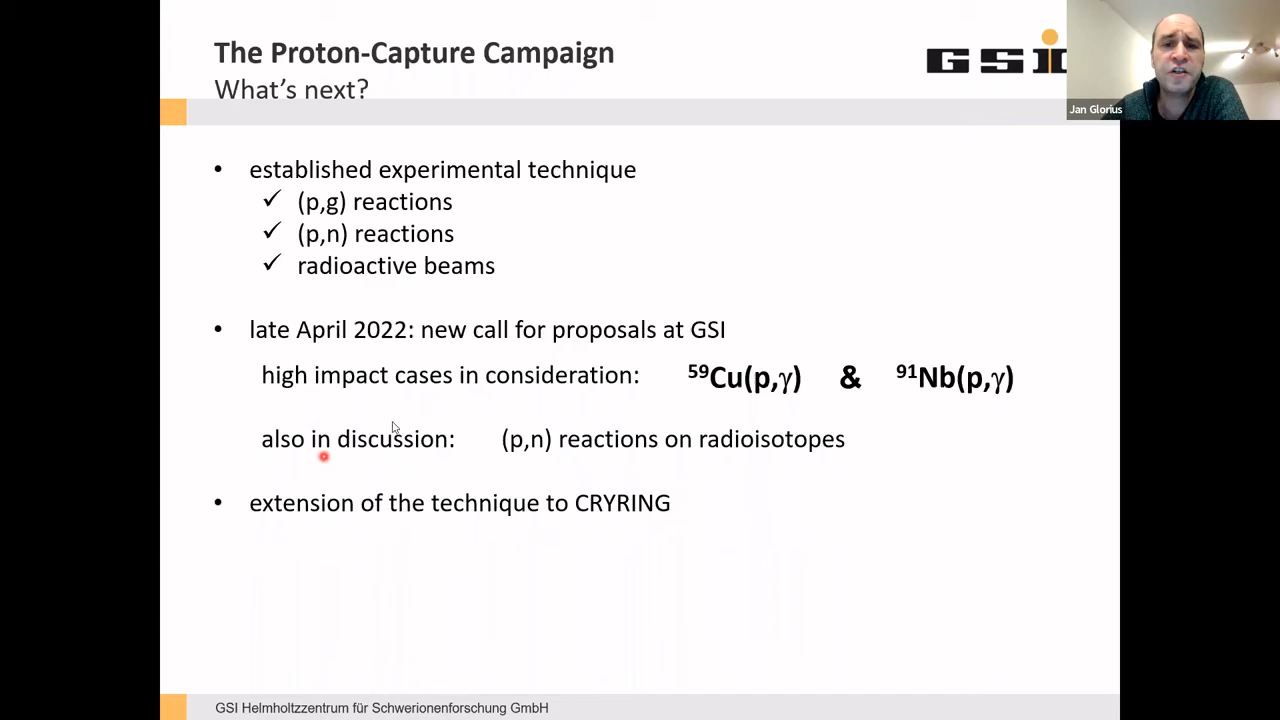 The Proton-Capture Campaign
What's next?
GSI
Jan Glorius
• established experimental technique
✓ (p,g) reactions
✓ (p,n) reactions
✓ radioactive beams
• late April 2022: new call for proposals at GSI
high impact cases in consideration: ⁵⁹Cu(p,γ) & ⁹¹Nb(p,γ)
also in discussion: (p,n) reactions on radioisotopes
• extension of the technique to CRYRING
GSI Helmholtzzentrum für Schwerionenforschung GmbH